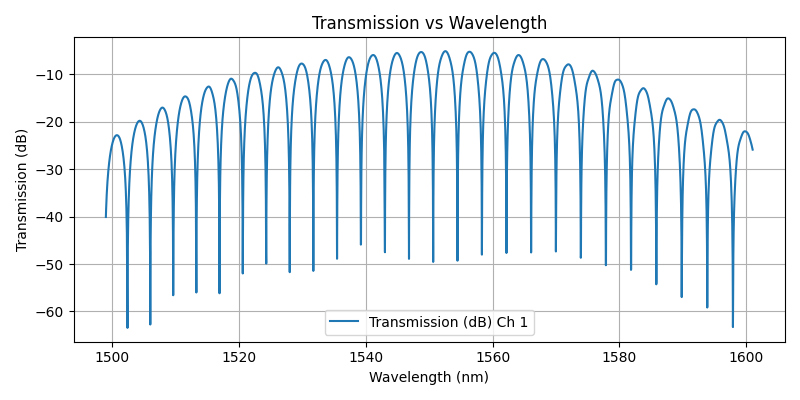 Transmission vs Wavelength
Transmission (dB)
−10
−20
−30
−40
−50
−60
Transmission (dB) Ch 1
1500 1520 1540 1560 1580 1600
Wavelength (nm)